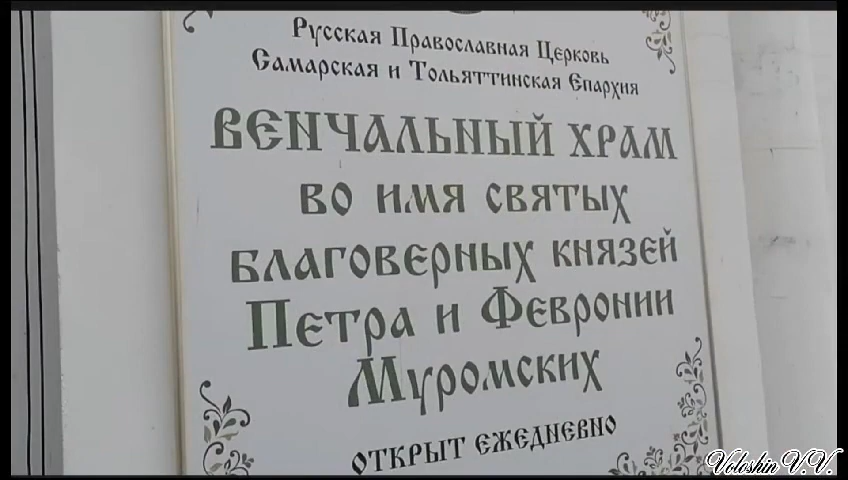 Русская Православная Церковь
Самарская и Тольяттинская Епархия
ВЕНЧАЛЬНЫЙ ХРАМ
ВО ИМЯ СВЯТЫХ
БЛАГОВЕРНЫХ КНЯЗЕЙ
ПЕТРА И ФЕВРОНИИ
МУРОМСКИХ
ОТКРЫТ ЕЖЕДНЕВНО
Voloshin V.V.